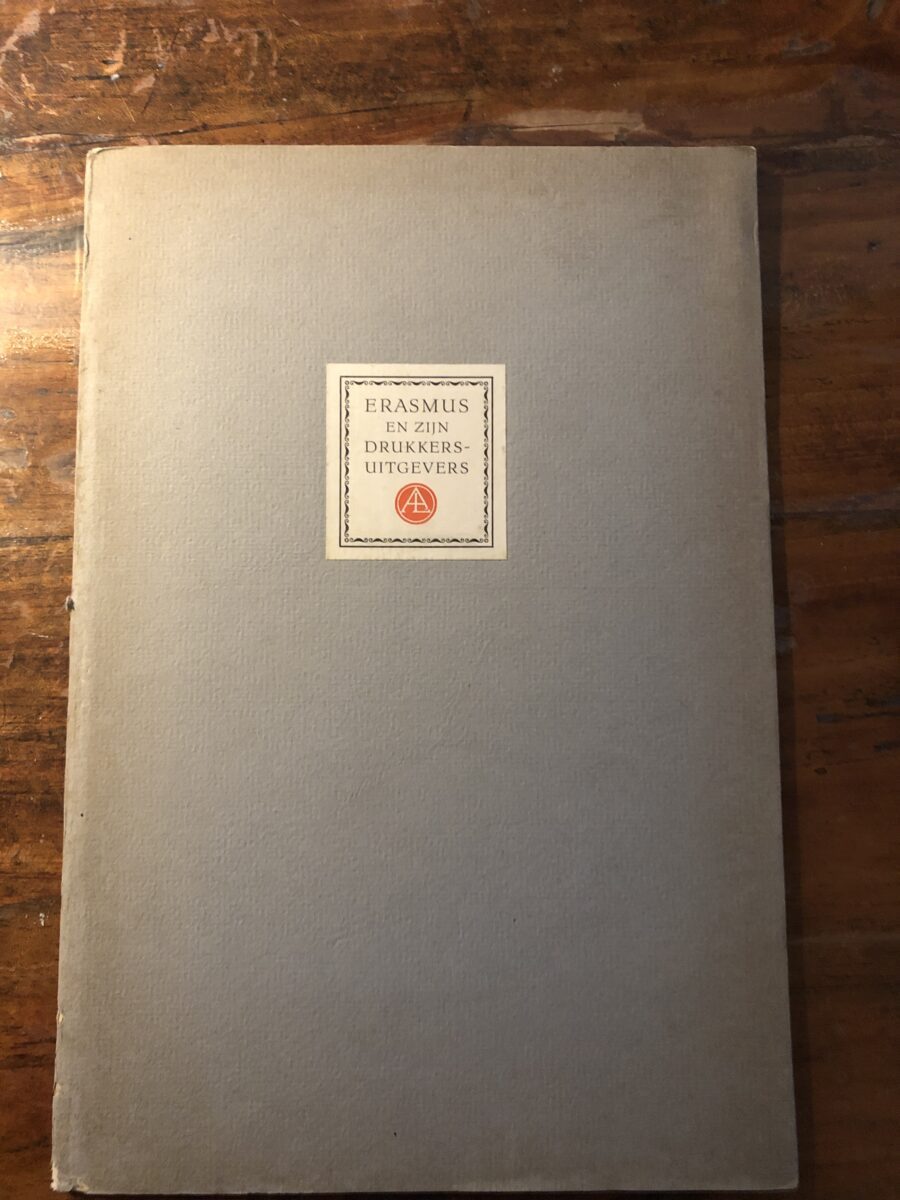 ERASMUS
EN ZIJN
DRUKKERS-
UITGEVERS